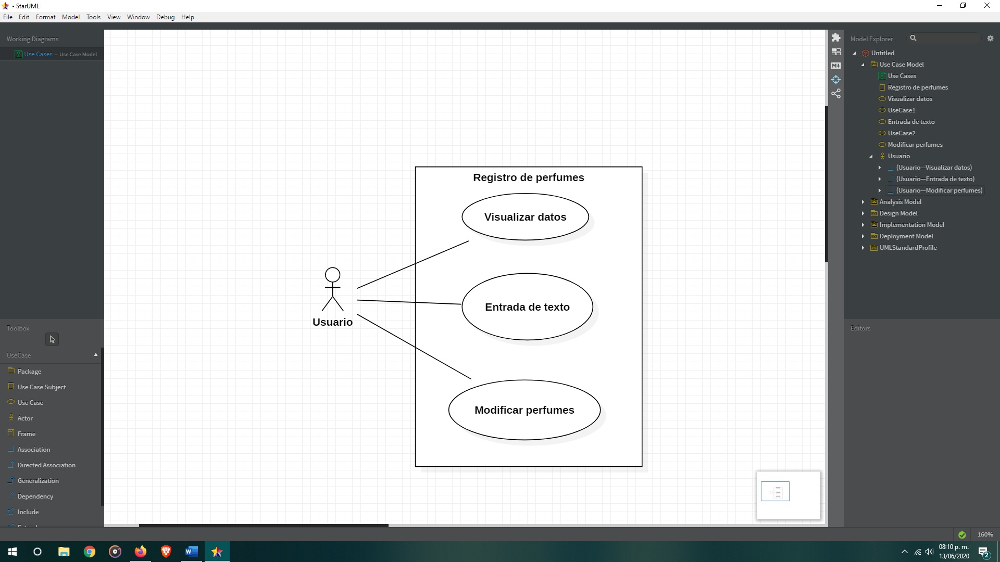 • StarUML
File Edit Format Model Tools View Window Debug Help
Working Diagrams
Use Cases — Use Case Model
Toolbox
UseCase
Package
Use Case Subject
Use Case
Actor
Frame
Association
Directed Association
Generalization
Dependency
Include
Extend
Registro de perfumes
Visualizar datos
Entrada de texto
Modificar perfumes
Usuario
M
Model Explorer
Untitled
Use Case Model
Use Cases
Registro de perfumes
Visualizar datos
UseCase1
Entrada de texto
UseCase2
Modificar perfumes
Usuario
(Usuario—Visualizar datos)
(Usuario—Entrada de texto)
(Usuario—Modificar perfumes)
Analysis Model
Design Model
Implementation Model
Deployment Model
UMLStandardProfile
Editors
160%
W
08:10 p. m.
13/06/2020
2